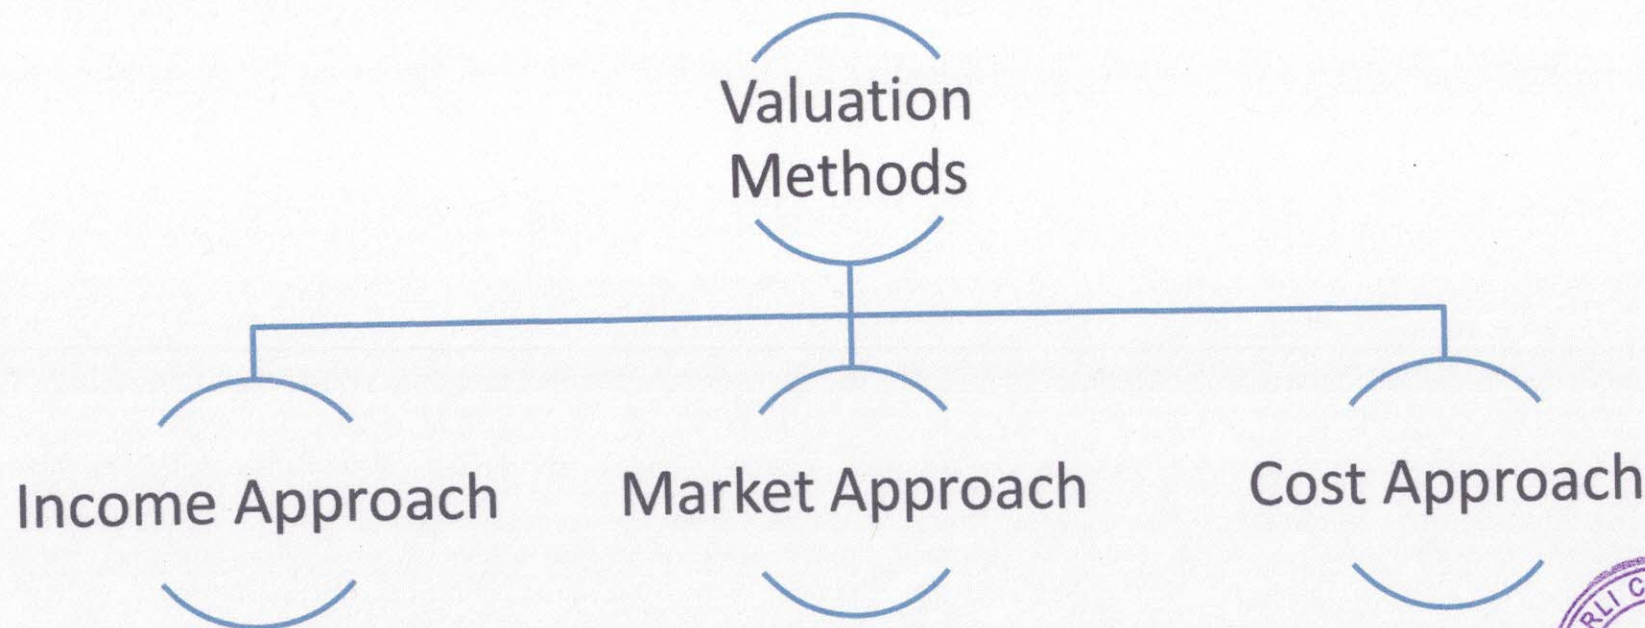 Valuation
Methods
Income Approach
Market Approach
Cost Approach